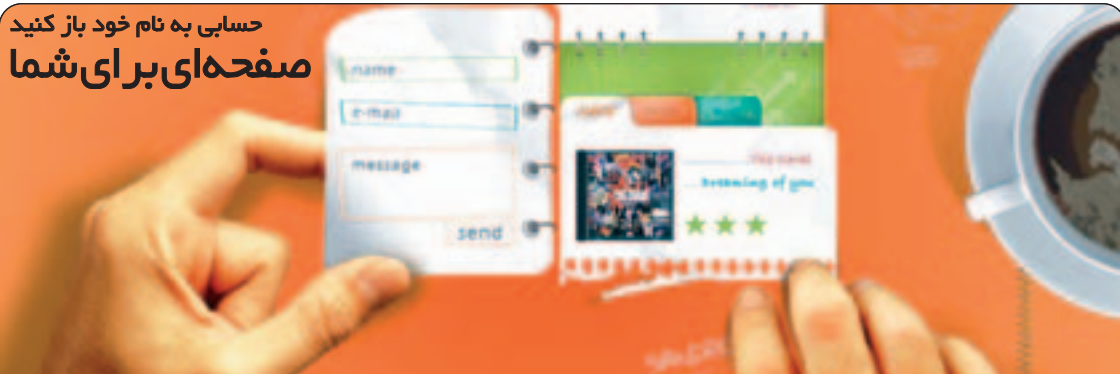 حسابی به نام خود باز کنید
صفحه‌ای برای شما
name
e-mail
message
send
Dreaming of you